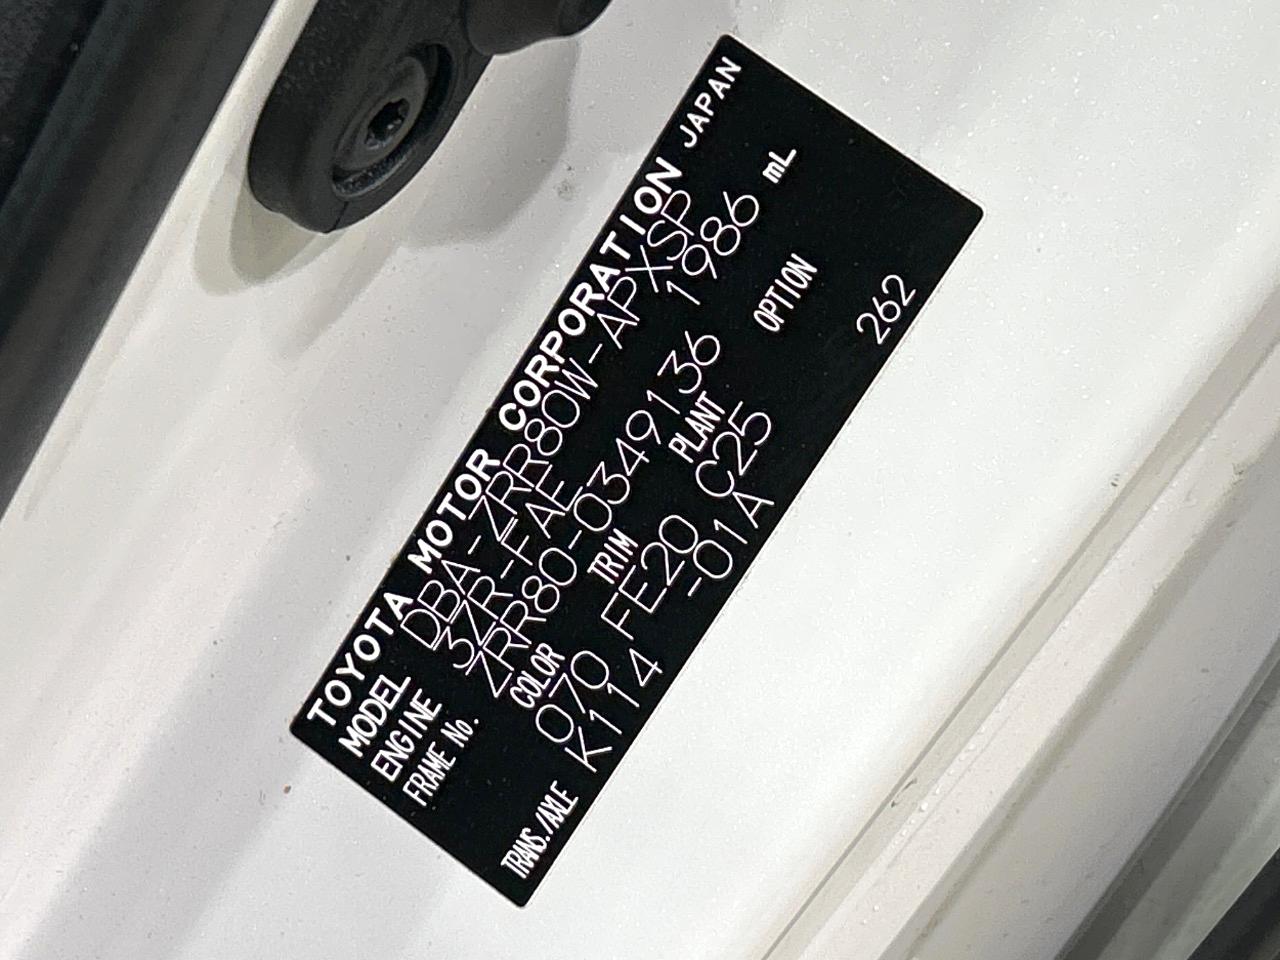 TOYOTA MOTOR CORPORATION JAPAN
MODEL DBA-ZRR80W-APXSP
ENGINE 3ZR-FAE 1986 mL
FRAME No. ZRR80-0349136
COLOR TRIM PLANT OPTION
070 FE20 C25 262
TRANS./AXLE K114 -01A